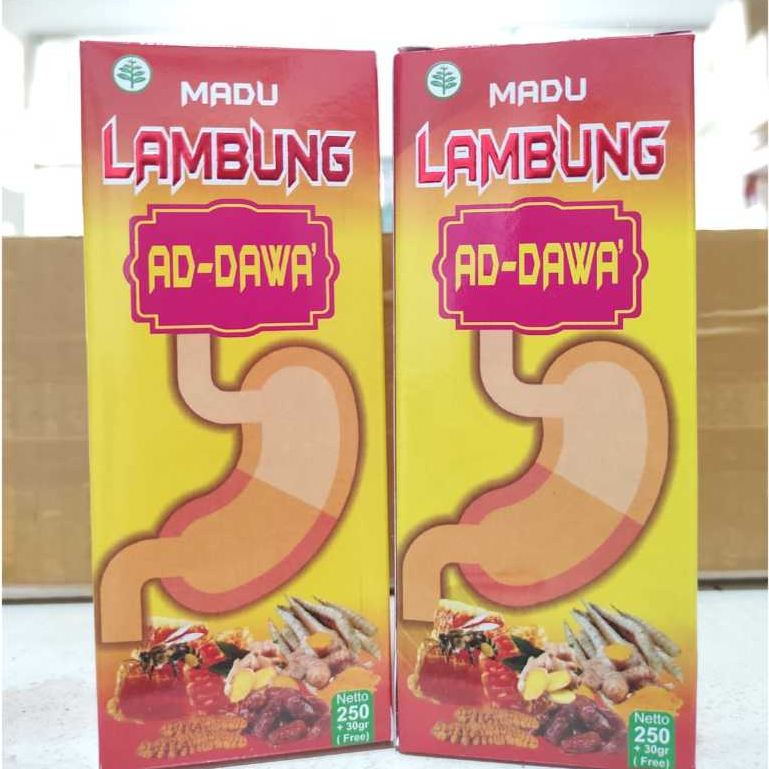 MADU
LAMBUNG
AD-DAWA'
Netto
250
+ 30gr
( Free)
MADU
LAMBUNG
AD-DAWA'
Netto
250
+ 30gr
( Free)